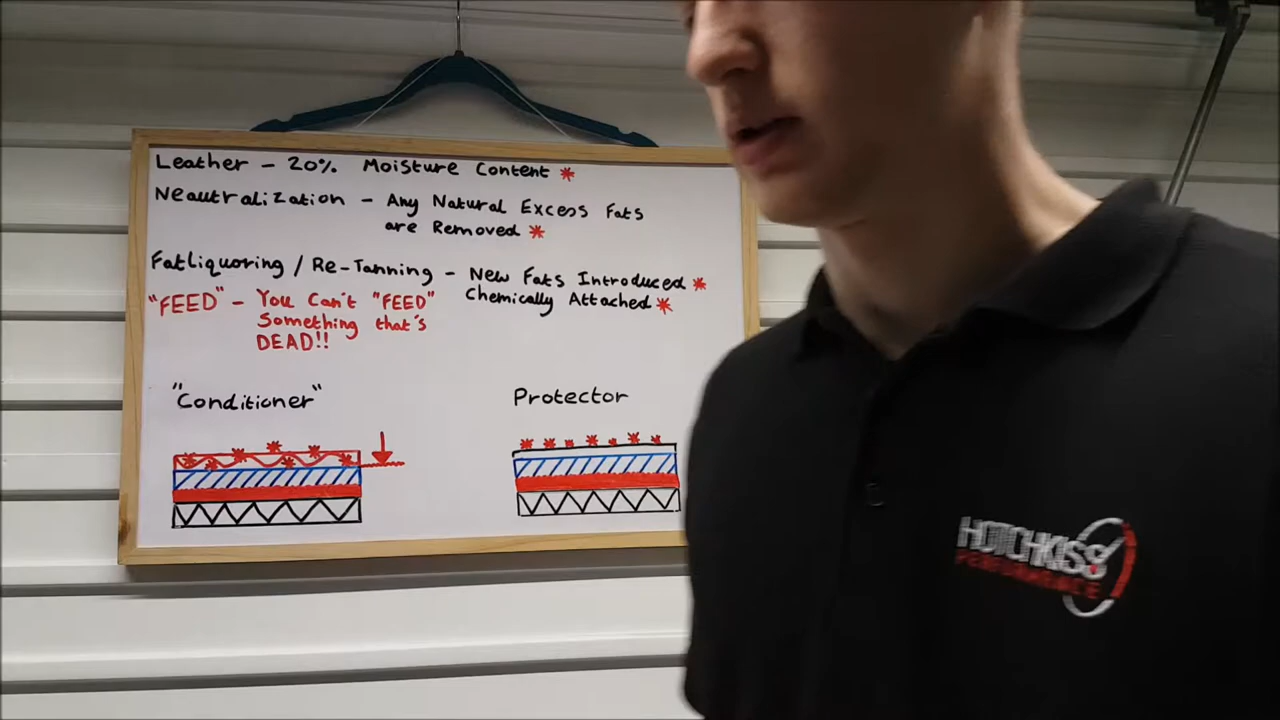 Leather - 20% Moisture Content *
Neautralization - Any Natural Excess Fats
are Removed *
Fatliquoring / Re-Tanning - New Fats Introduced *
Chemically Attached *
"FEED" - You Can't "FEED"
Something that's
DEAD!!
"Conditioner"
Protector
HOTCHKISS
PERFORMANCE